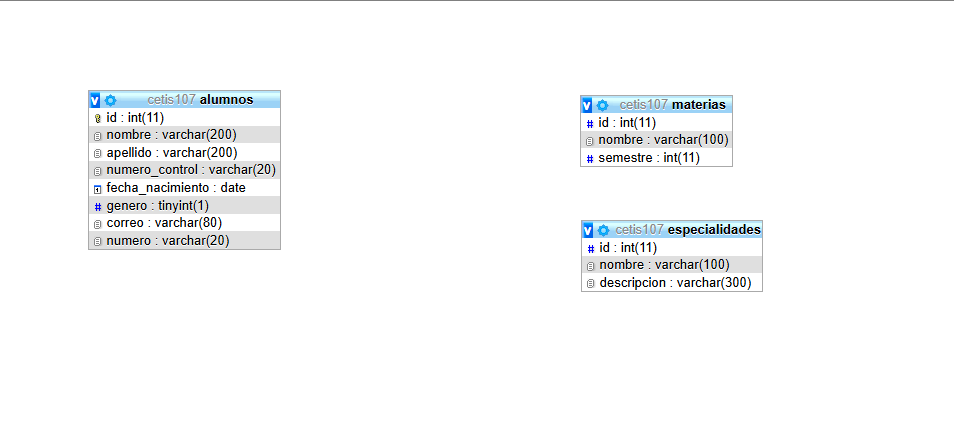 v cetis107 alumnos
id : int(11)
nombre : varchar(200)
apellido : varchar(200)
numero_control : varchar(20)
fecha_nacimiento : date
# genero : tinyint(1)
correo : varchar(80)
numero : varchar(20)
v cetis107 materias
# id : int(11)
nombre : varchar(100)
# semestre : int(11)
v cetis107 especialidades
# id : int(11)
nombre : varchar(100)
descripcion : varchar(300)